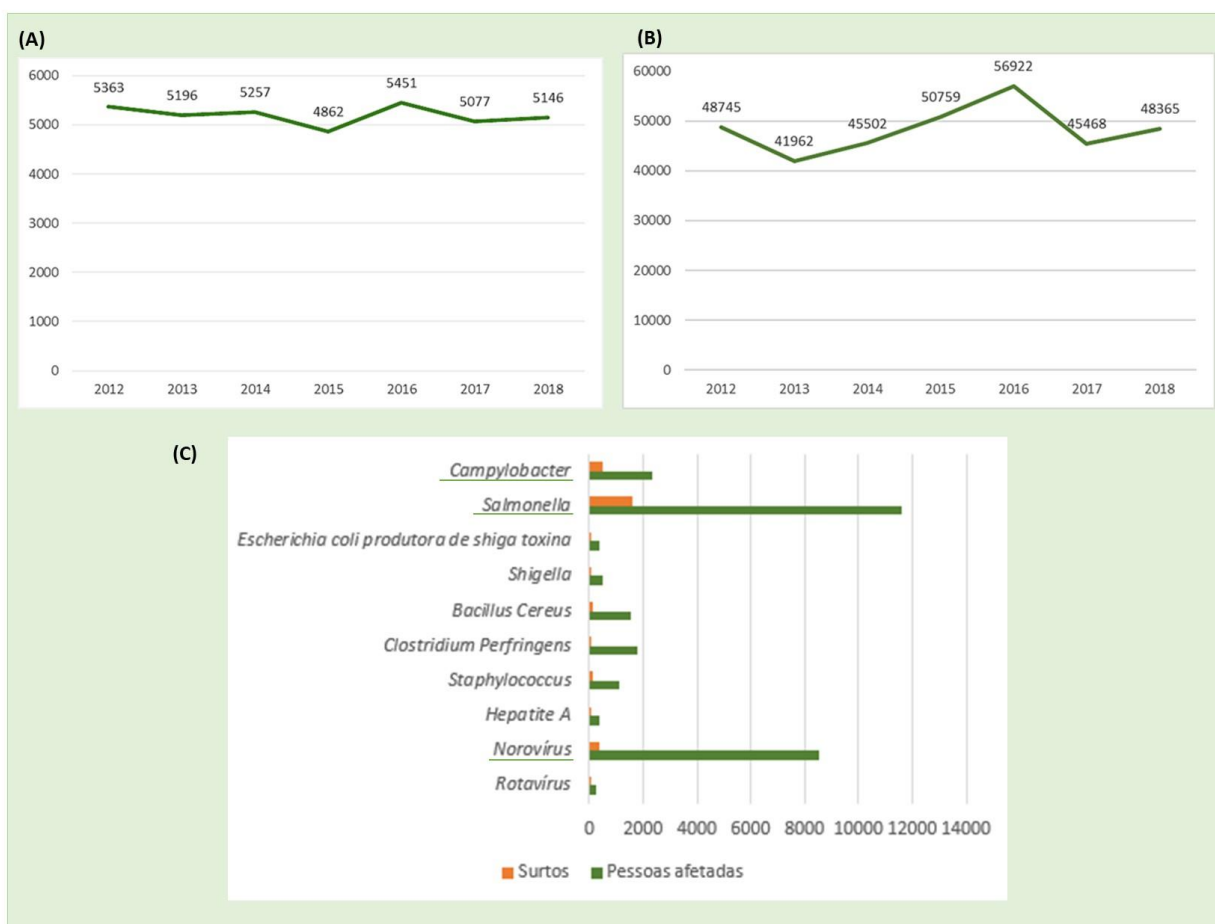 (A)
6000
5000
4000
3000
2000
1000
0
5363
5196
5257
4862
5451
5077
5146
2012 2013 2014 2015 2016 2017 2018
(B)
60000
50000
40000
30000
20000
10000
0
48745
41962
45502
50759
56922
45468
48365
2012 2013 2014 2015 2016 2017 2018
(C)
Campylobacter
Salmonella
Escherichia coli produtora de shiga toxina
Shigella
Bacillus Cereus
Clostridium Perfringens
Staphylococcus
Hepatite A
Norovírus
Rotavírus
0 2000 4000 6000 8000 10000 12000 14000
Surtos Pessoas afetadas